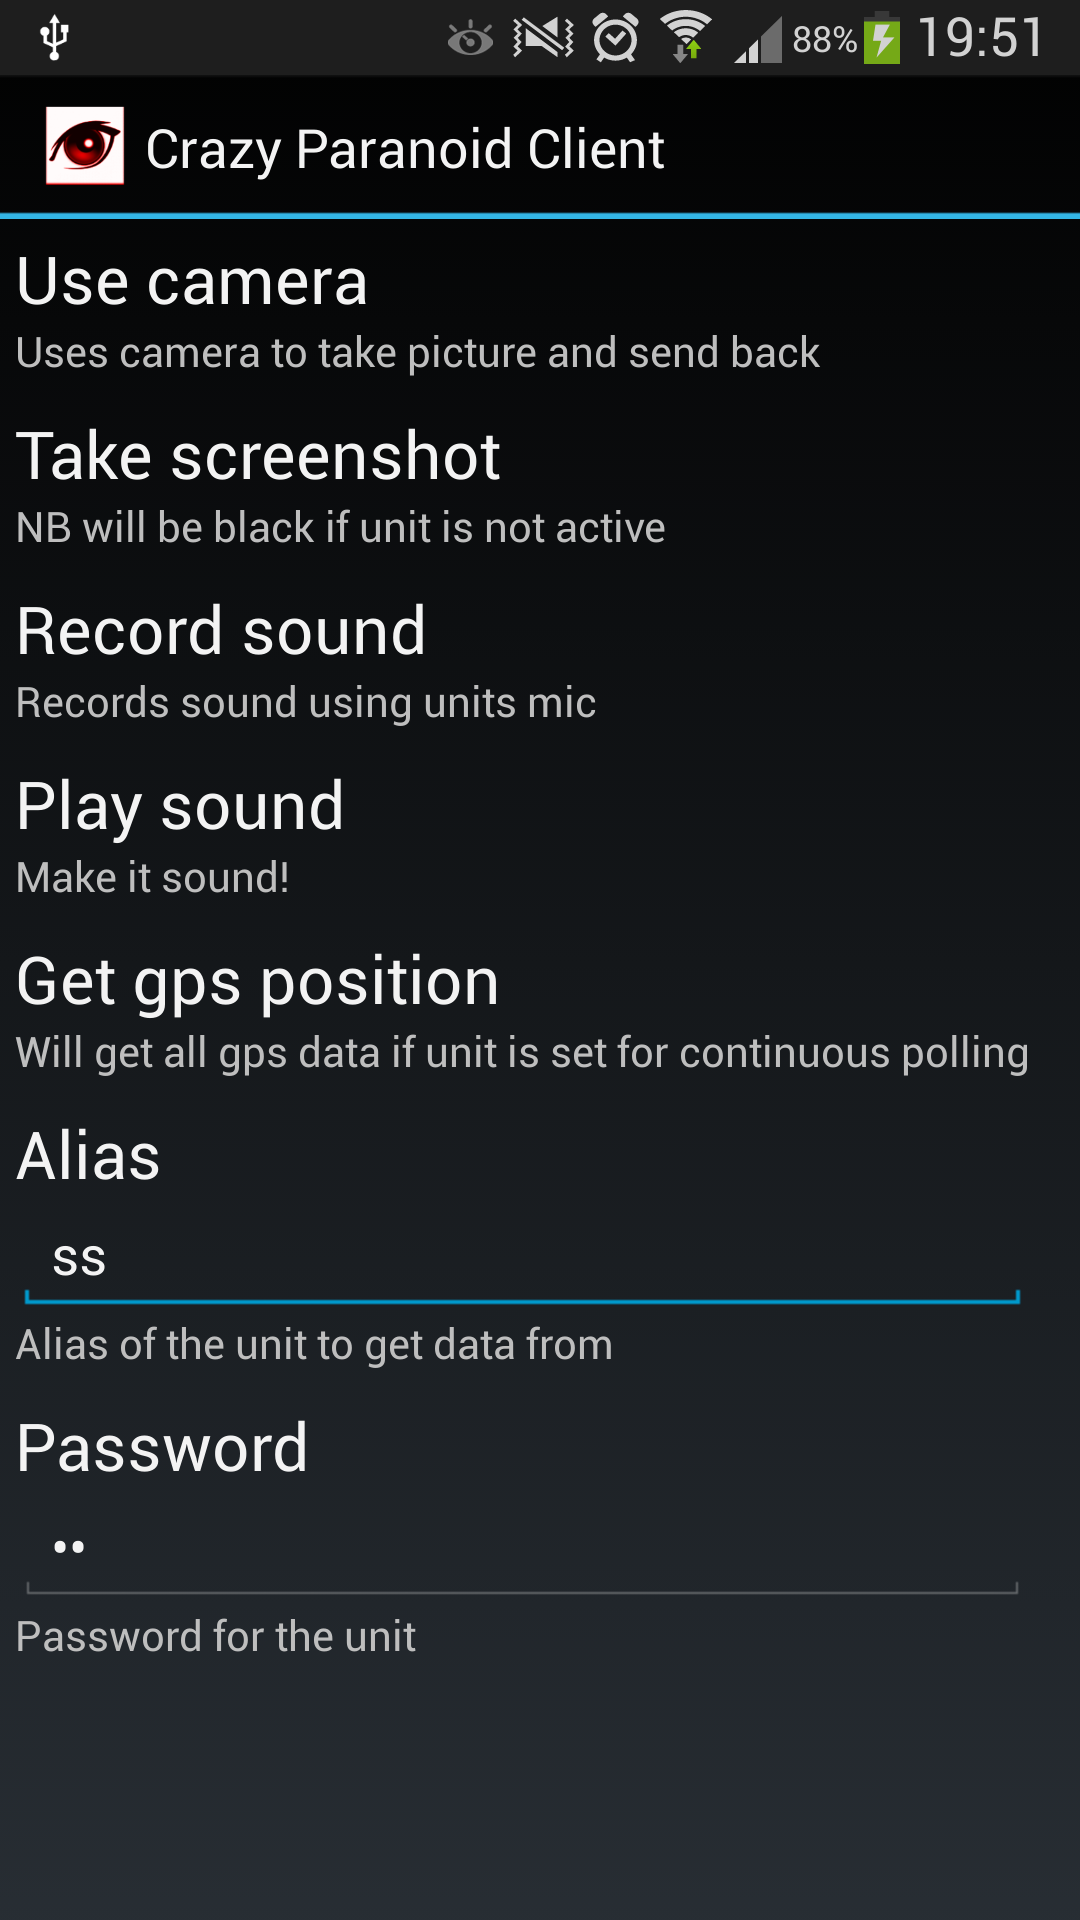 88% 19:51
Crazy Paranoid Client
Use camera
Uses camera to take picture and send back
Take screenshot
NB will be black if unit is not active
Record sound
Records sound using units mic
Play sound
Make it sound!
Get gps position
Will get all gps data if unit is set for continuous polling
Alias
ss
Alias of the unit to get data from
Password
••
Password for the unit